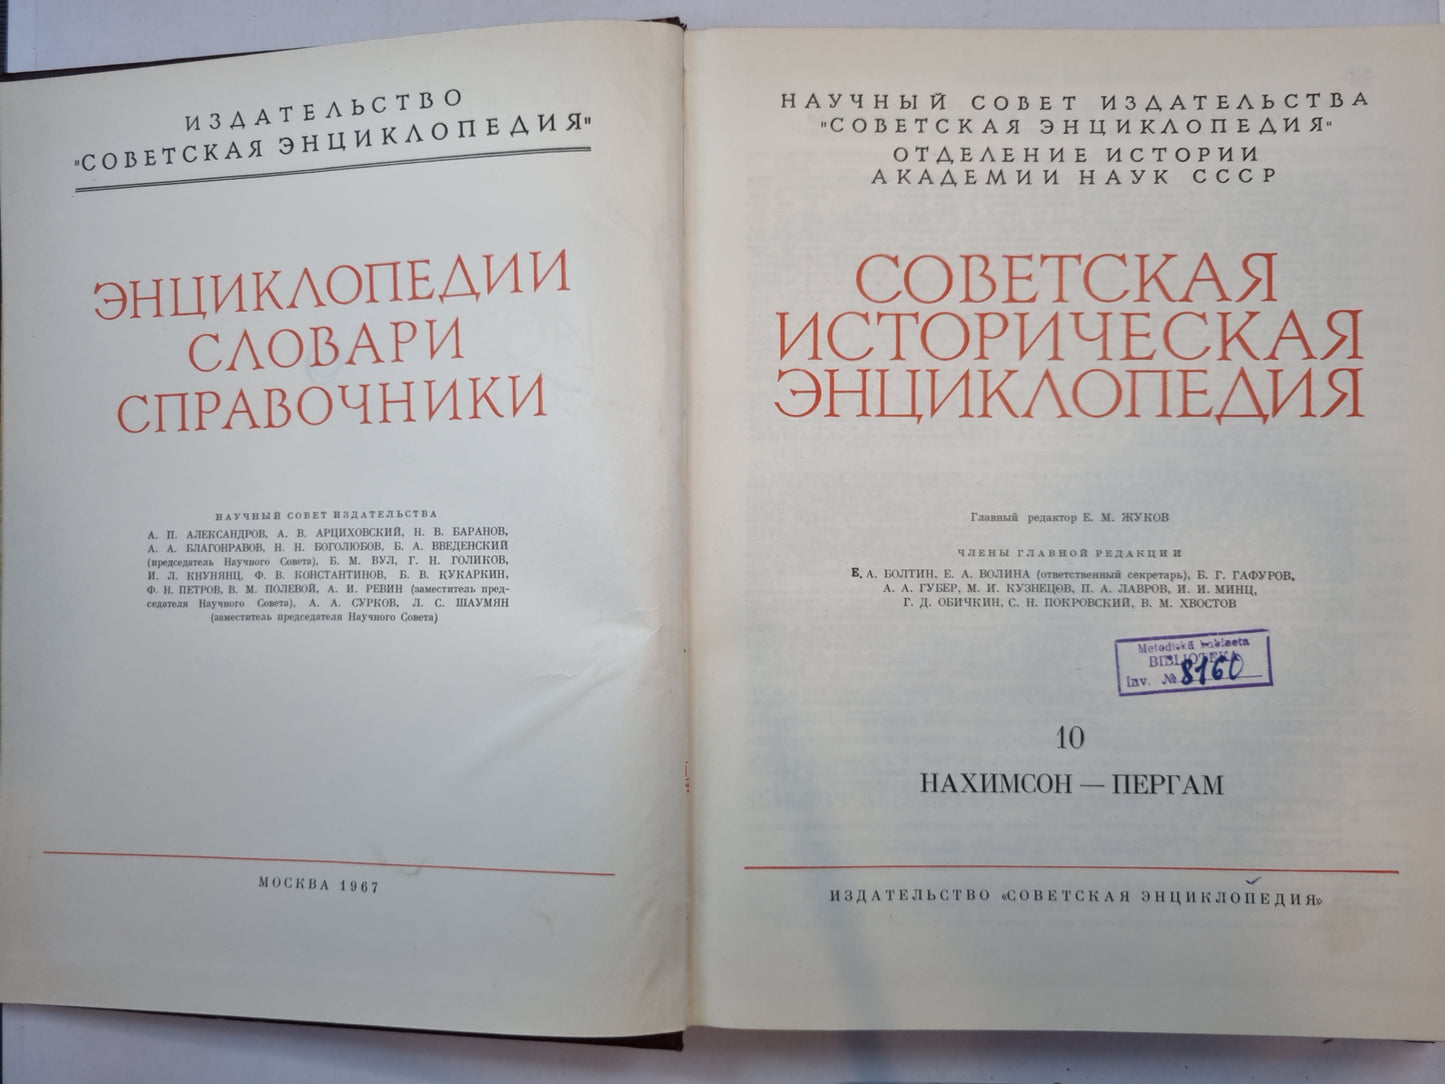 ИЗДАТЕЛЬСТВО
"СОВЕТСКАЯ ЭНЦИКЛОПЕДИЯ"
ЭНЦИКЛОПЕДИИ
СЛОВАРИ
СПРАВОЧНИКИ
НАУЧНЫЙ СОВЕТ ИЗДАТЕЛЬСТВА
А. П. АЛЕКСАНДРОВ, А. В. АРЦИХОВСКИЙ, Н. В. БАРАНОВ,
А. А. БЛАГОНРАВОВ, Н. Н. БОГОЛЮБОВ, Б. А. ВВЕДЕНСКИЙ
(председатель Научного Совета), Б. М. ВУЛ, Г. Н. ГОЛИКОВ,
И. Л. КНУНЯНЦ, Ф. В. КОНСТАНТИНОВ, Б. В. КУКАРКИН,
Ф. Н. ПЕТРОВ, В. М. ПОЛЕВОЙ, А. И. РЕВИН (заместитель пред-
седателя Научного Совета), А. А. СУРКОВ, Л. С. ШАУМЯН
(заместитель председателя Научного Совета)
МОСКВА 1967
НАУЧНЫЙ СОВЕТ ИЗДАТЕЛЬСТВА
"СОВЕТСКАЯ ЭНЦИКЛОПЕДИЯ"
ОТДЕЛЕНИЕ ИСТОРИИ
АКАДЕМИИ НАУК СССР
СОВЕТСКАЯ
ИСТОРИЧЕСКАЯ
ЭНЦИКЛОПЕДИЯ
Главный редактор Е. М. ЖУКОВ
ЧЛЕНЫ ГЛАВНОЙ РЕДАКЦИИ
Е. А. БОЛТИН, Е. А. ВОЛИНА (ответственный секретарь), Б. Г. ГАФУРОВ,
А. А. ГУБЕР, М. И. КУЗНЕЦОВ, П. А. ЛАВРОВ, И. И. МИНЦ,
Г. Д. ОБИЧКИН, С. Н. ПОКРОВСКИЙ, В. М. ХВОСТОВ
Metodiskā kabineta
BIBLIOTEKA
Inv. № 8160
10
НАХИМСОН — ПЕРГАМ
ИЗДАТЕЛЬСТВО «СОВЕТСКАЯ ЭНЦИКЛОПЕДИЯ»